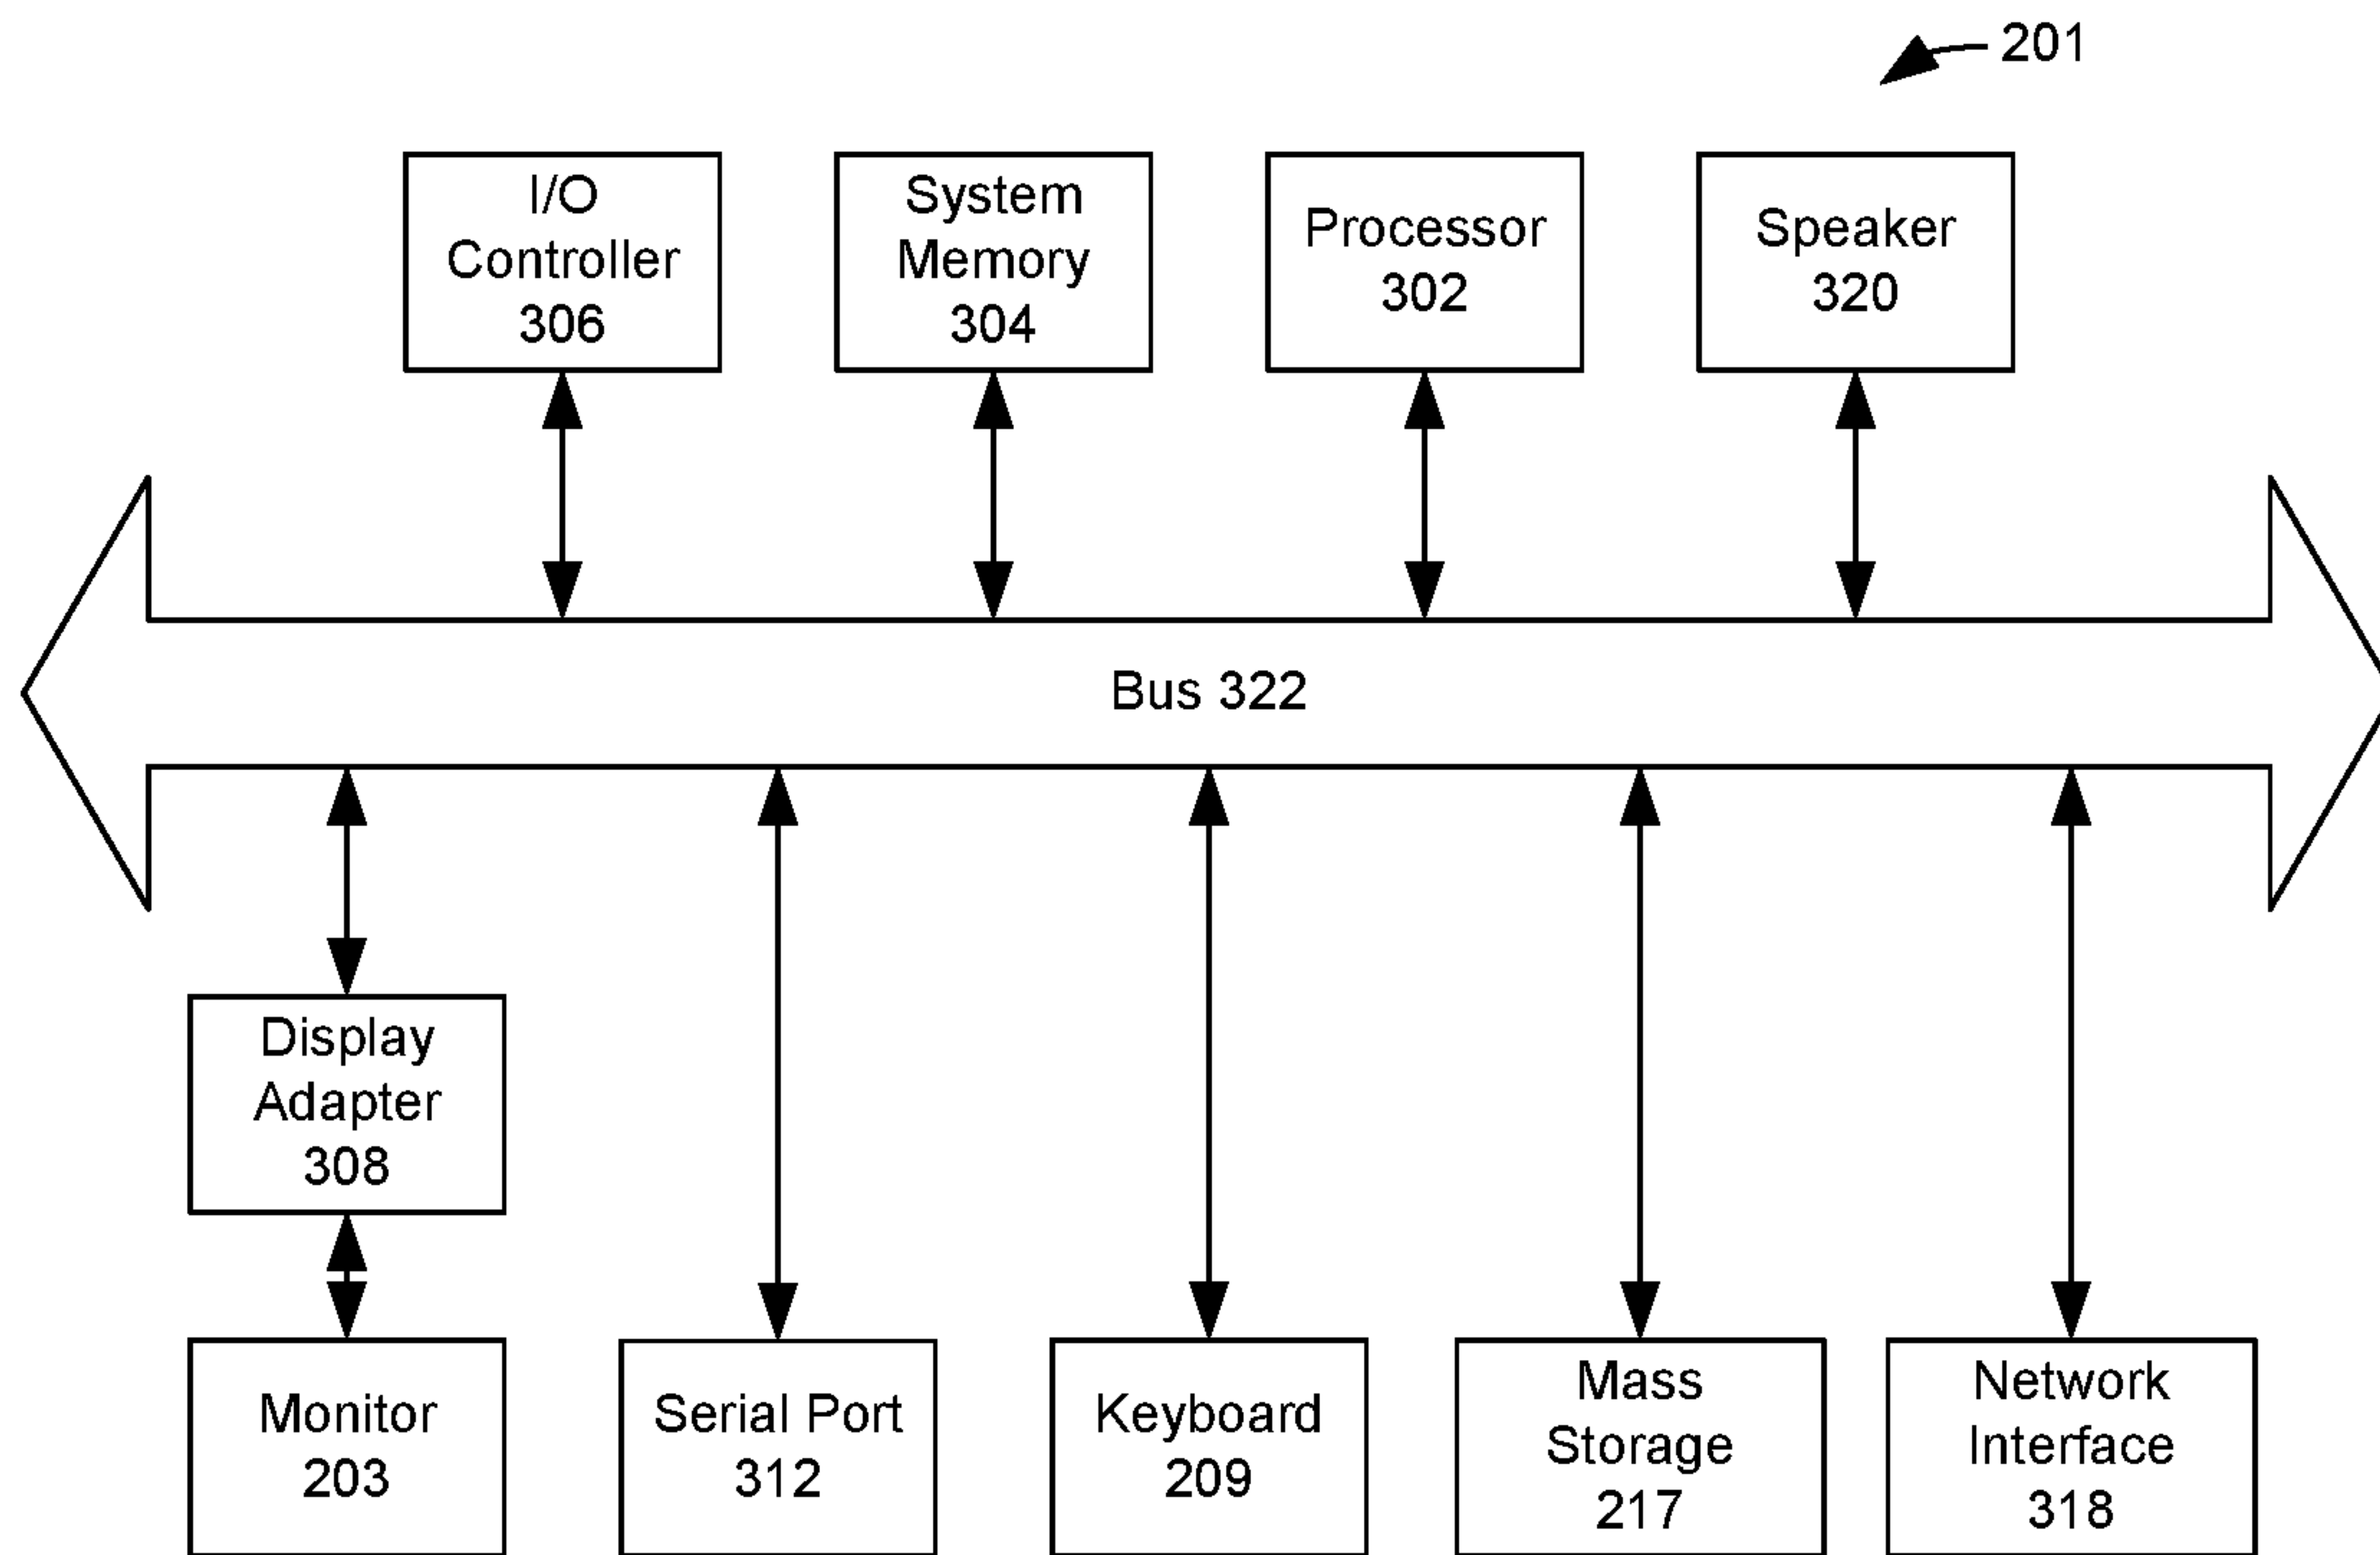 201
I/O
Controller
306
System
Memory
304
Processor
302
Speaker
320
Bus 322
Display
Adapter
308
Monitor
203
Serial Port
312
Keyboard
209
Mass
Storage
217
Network
Interface
318